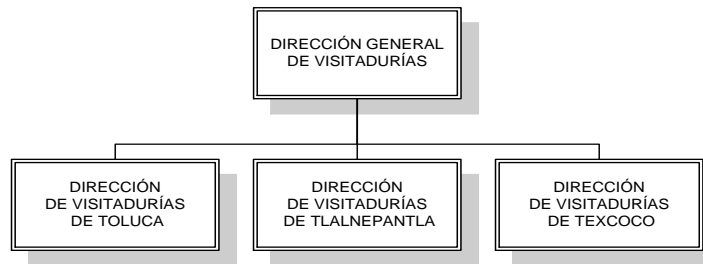 DIRECCIÓN GENERAL
DE VISITADURÍAS
DIRECCIÓN
DE VISITADURÍAS
DE TOLUCA
DIRECCIÓN
DE VISITADURÍAS
DE TLALNEPANTLA
DIRECCIÓN
DE VISITADURÍAS
DE TEXCOCO